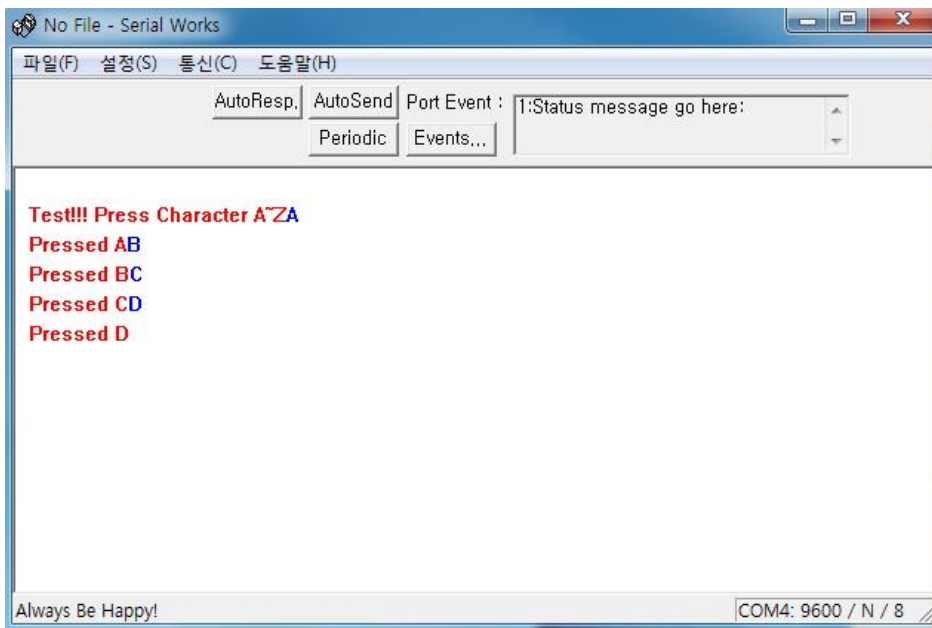 No File - Serial Works
파일(F) 설정(S) 통신(C) 도움말(H)
AutoResp. AutoSend Port Event : 1:Status message go here:
Periodic Events...
Test!!! Press Character A~ZA
Pressed AB
Pressed BC
Pressed CD
Pressed D
Always Be Happy! COM4: 9600 / N / 8